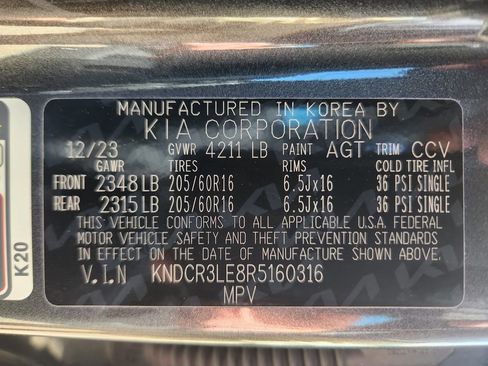 MANUFACTURED IN KOREA BY
KIA CORPORATION
12/23 GVWR 4211 LB PAINT AGT TRIM CCV
GAWR TIRES RIMS COLD TIRE INFL
FRONT 2348 LB 205/60R16 6.5Jx16 36 PSI SINGLE
REAR 2315 LB 205/60R16 6.5Jx16 36 PSI SINGLE
THIS VEHICLE CONFORMS TO ALL APPLICABLE U.S.A. FEDERAL
MOTOR VEHICLE SAFETY AND THEFT PREVENTION STANDARDS
IN EFFECT ON THE DATE OF MANUFACTURE SHOWN ABOVE.
V.I.N KNDCR3LE8R5160316
MPV
K20